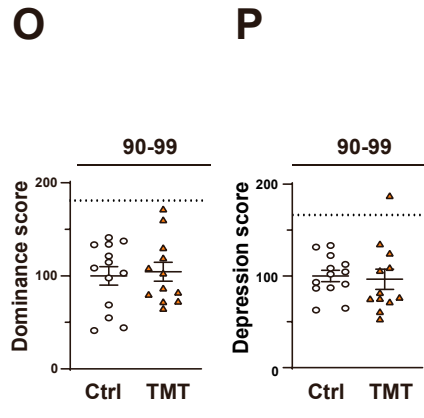 O
P
90-99
90-99
Dominance score
200
100
0
Ctrl
TMT
Depression score
200
100
0
Ctrl
TMT